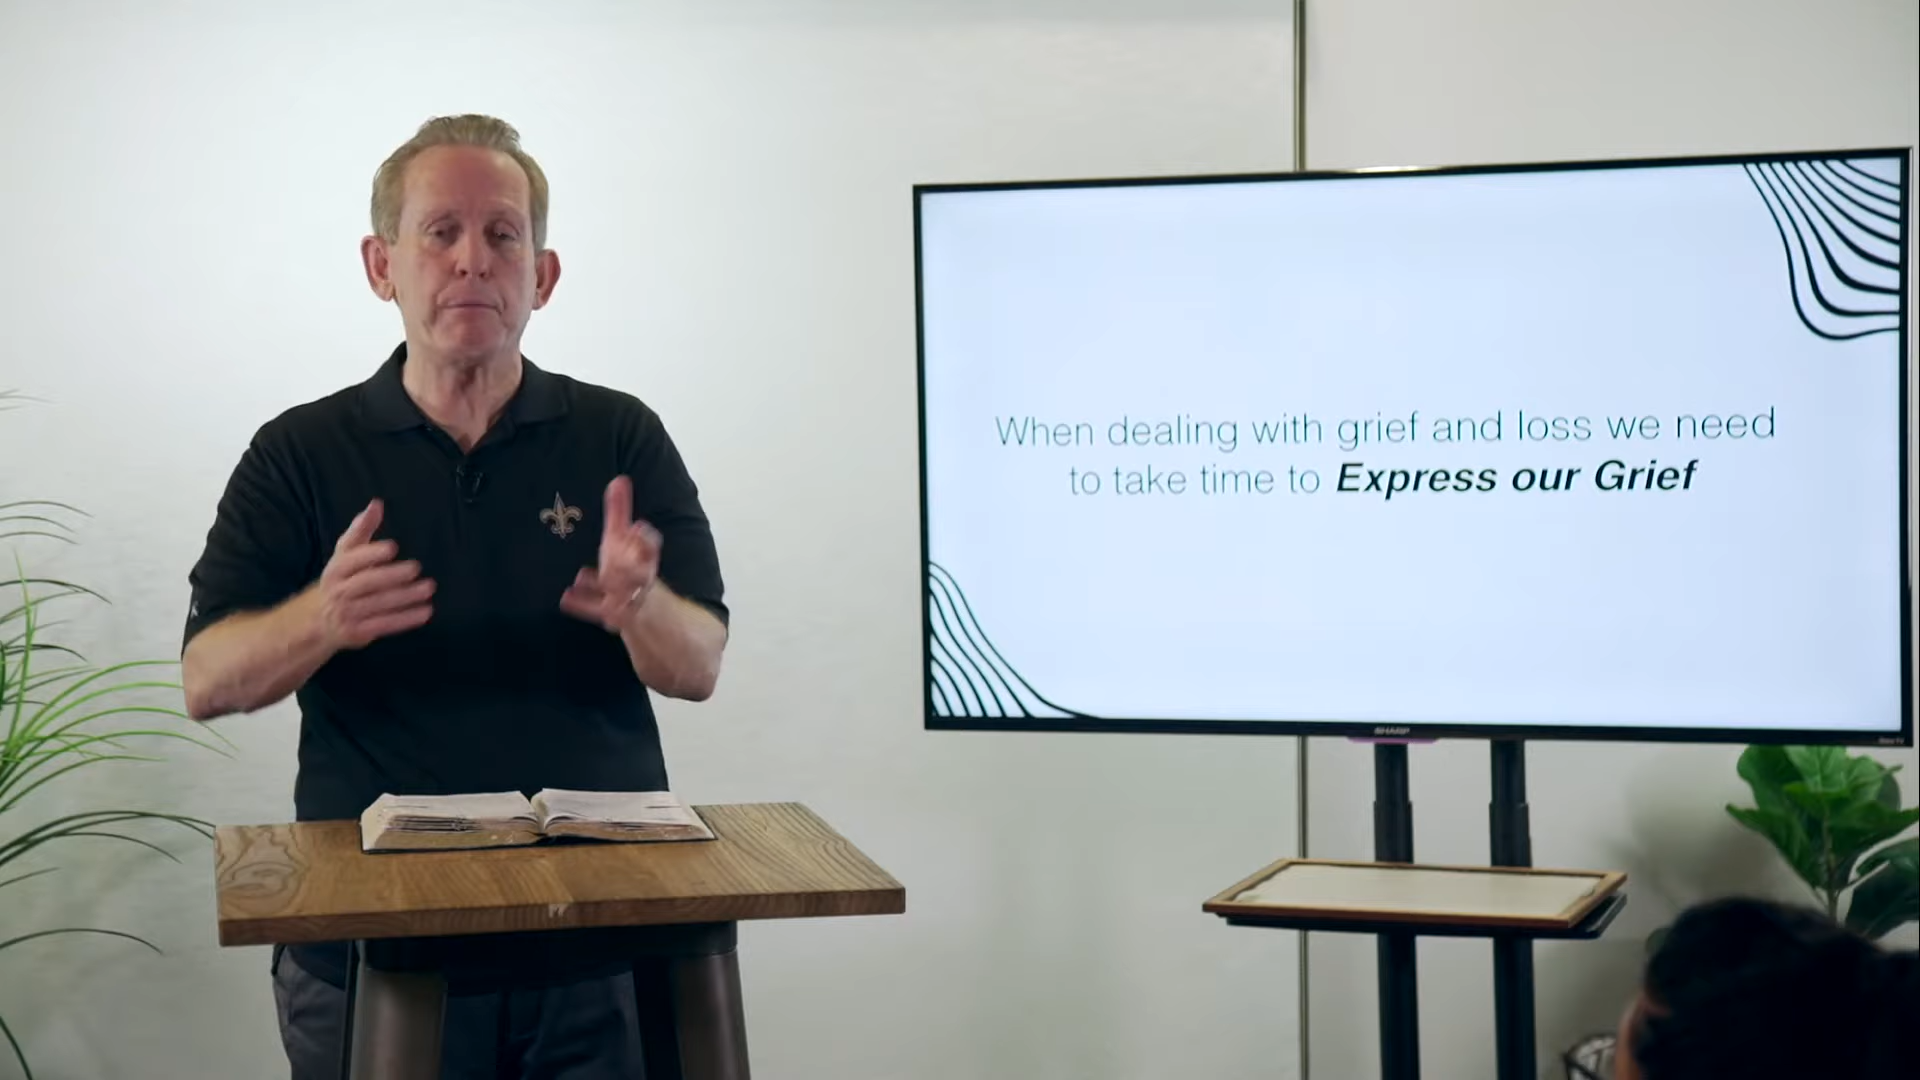 When dealing with grief and loss we need
to take time to Express our Grief
SHARP